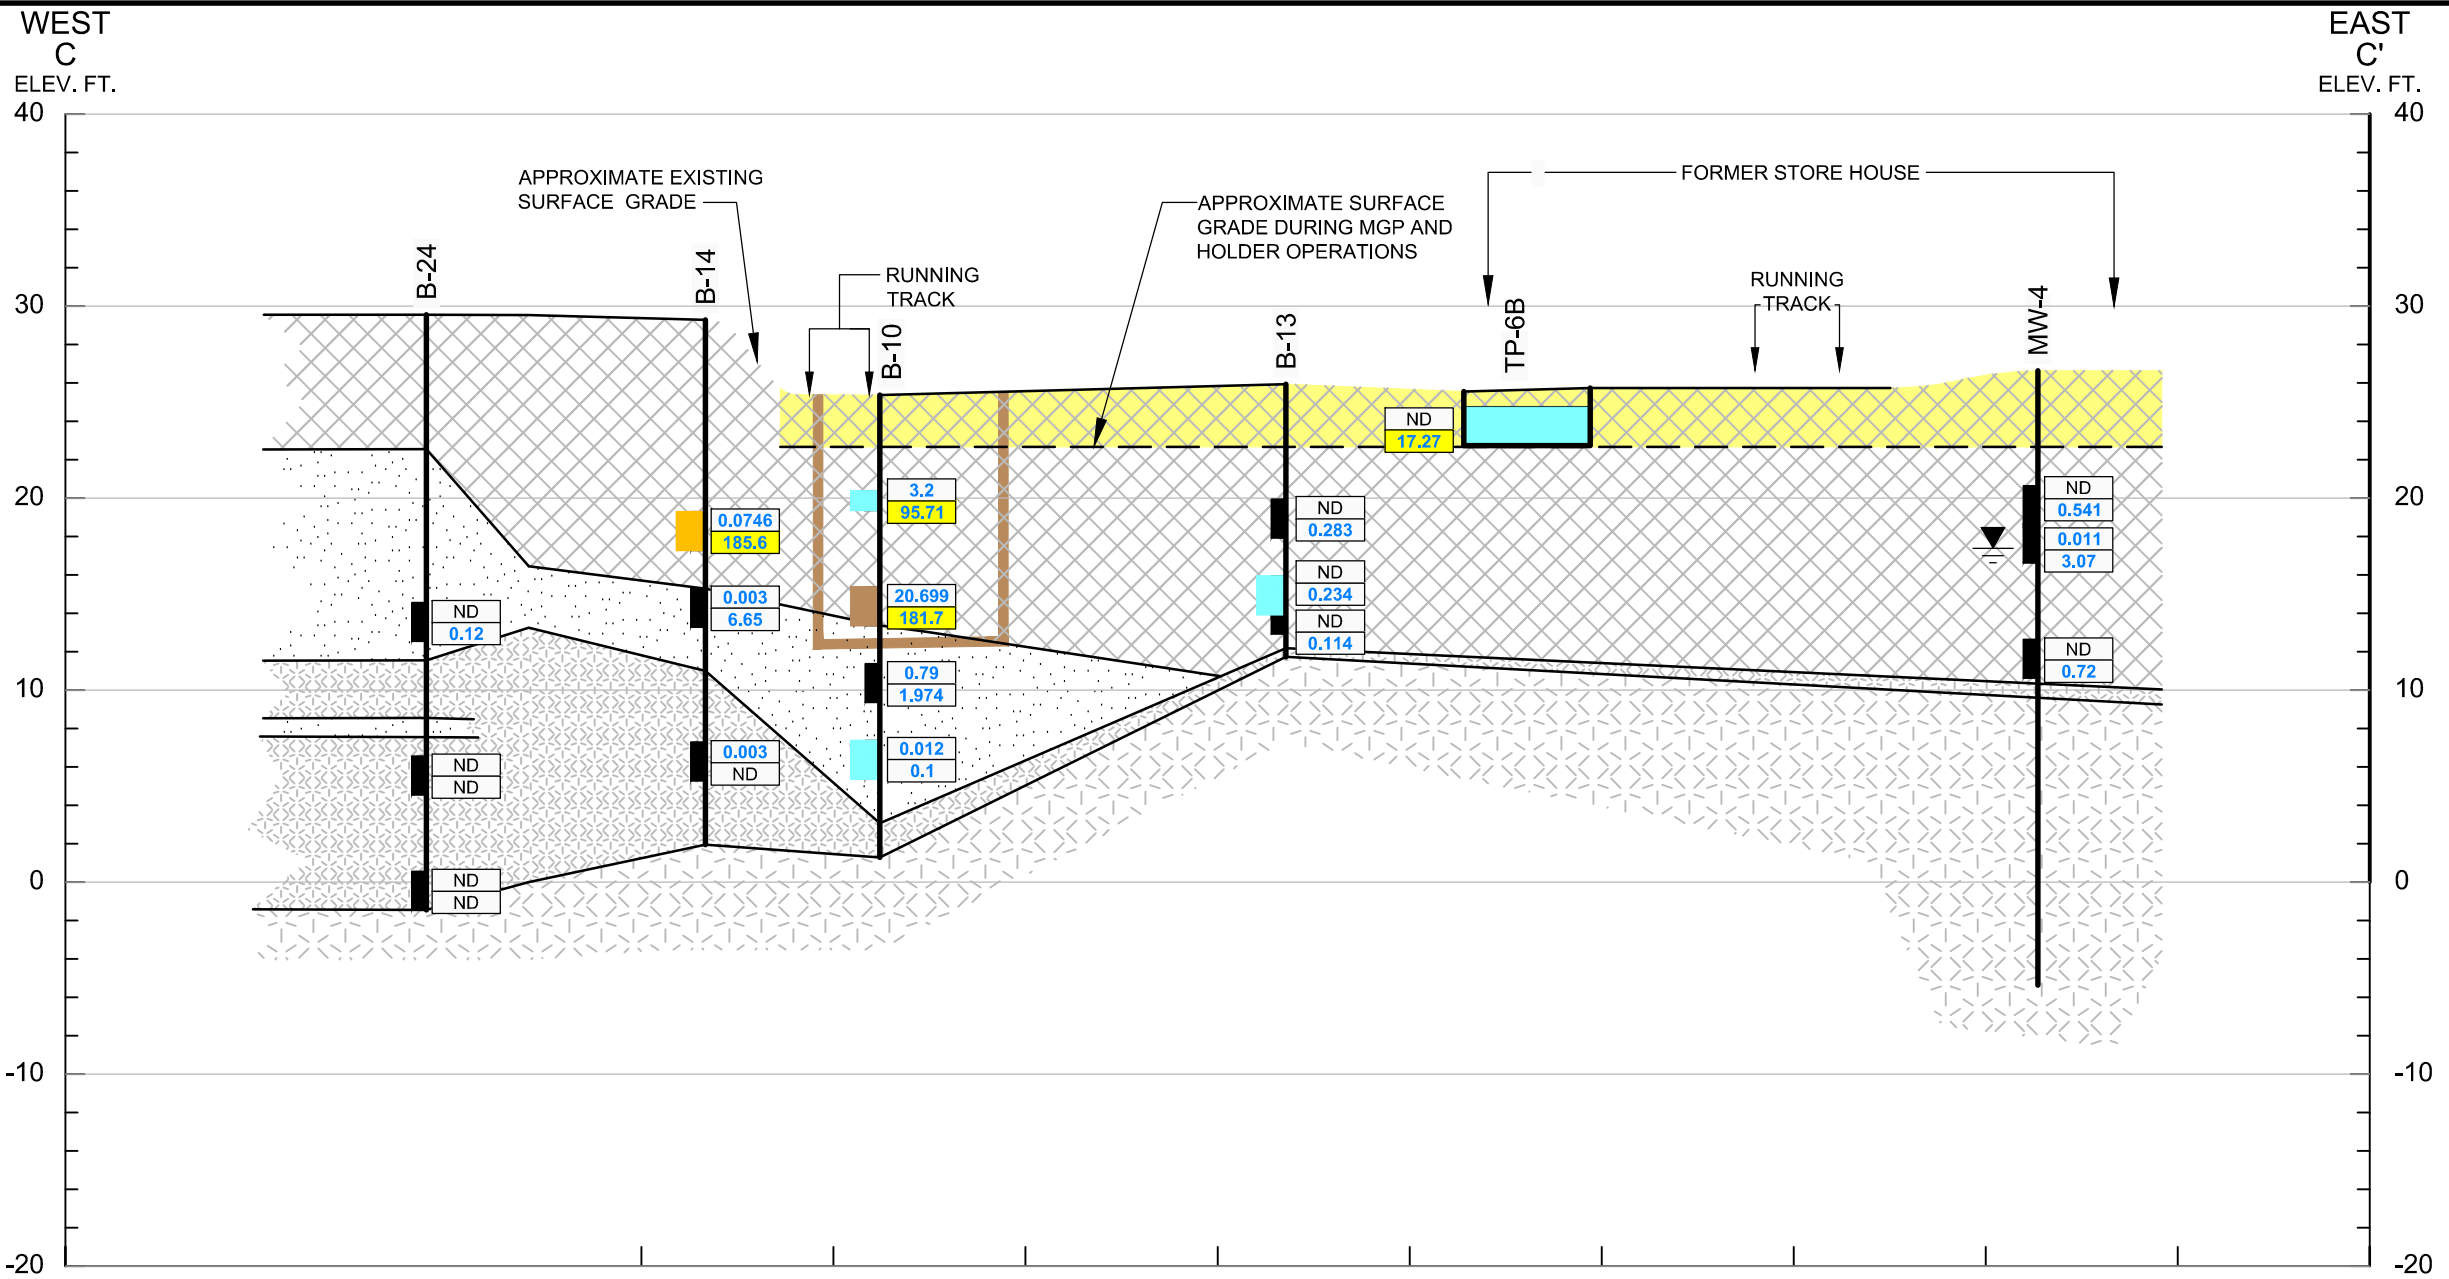 WEST
C
ELEV. FT.
EAST
C'
ELEV. FT.
40
40
APPROXIMATE EXISTING
SURFACE GRADE
FORMER STORE HOUSE
APPROXIMATE SURFACE
GRADE DURING MGP AND
HOLDER OPERATIONS
B-24
B-14
RUNNING
TRACK
RUNNING
TRACK
30
30
B-10
B-13
TP-6B
MW-4
ND
17.27
20
20
3.2
95.71
0.0746
185.6
ND
0.283
ND
0.541
0.011
3.07
ND
0.234
0.003
6.65
20.699
181.7
ND
0.12
ND
0.114
ND
0.72
0.79
1.974
10
10
0.003
ND
0.012
0.1
ND
ND
ND
ND
0
0
-10
-10
-20
-20